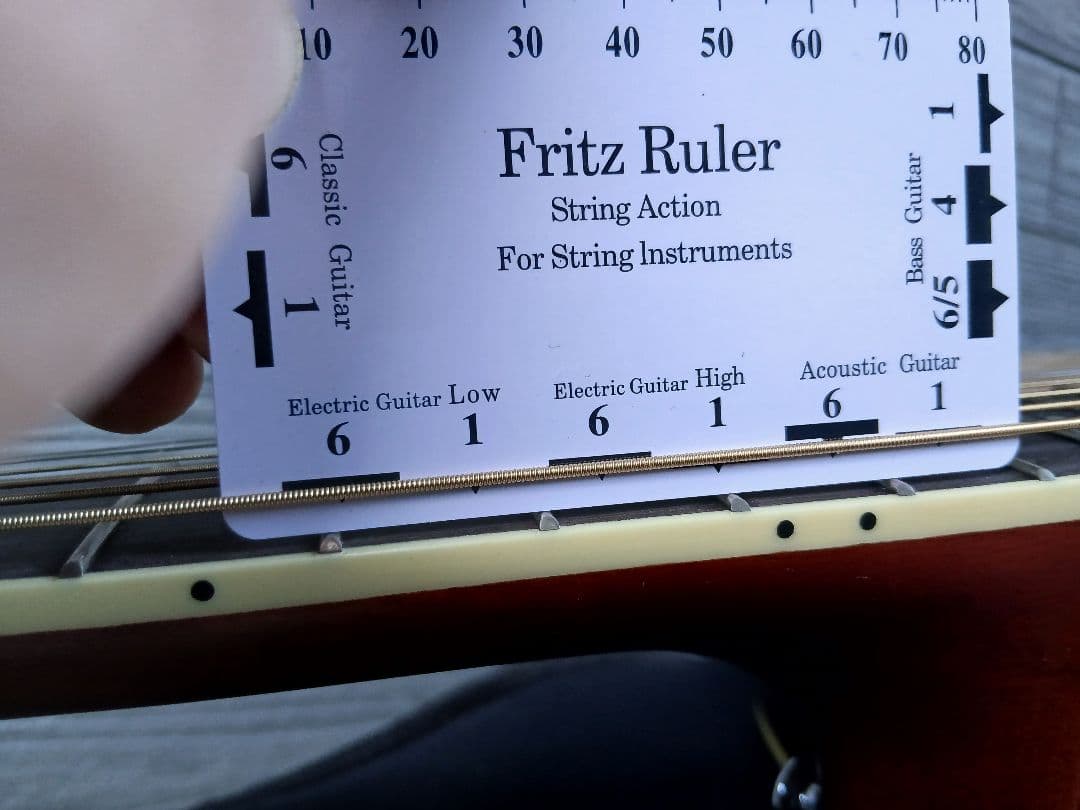 10 20 30 40 50 60 70 80
Fritz Ruler
String Action
For String Instruments
Classic Guitar
6 1
Bass Guitar
1 4 6/5
Electric Guitar Low
6 1
Electric Guitar High
6 1
Acoustic Guitar
6 1